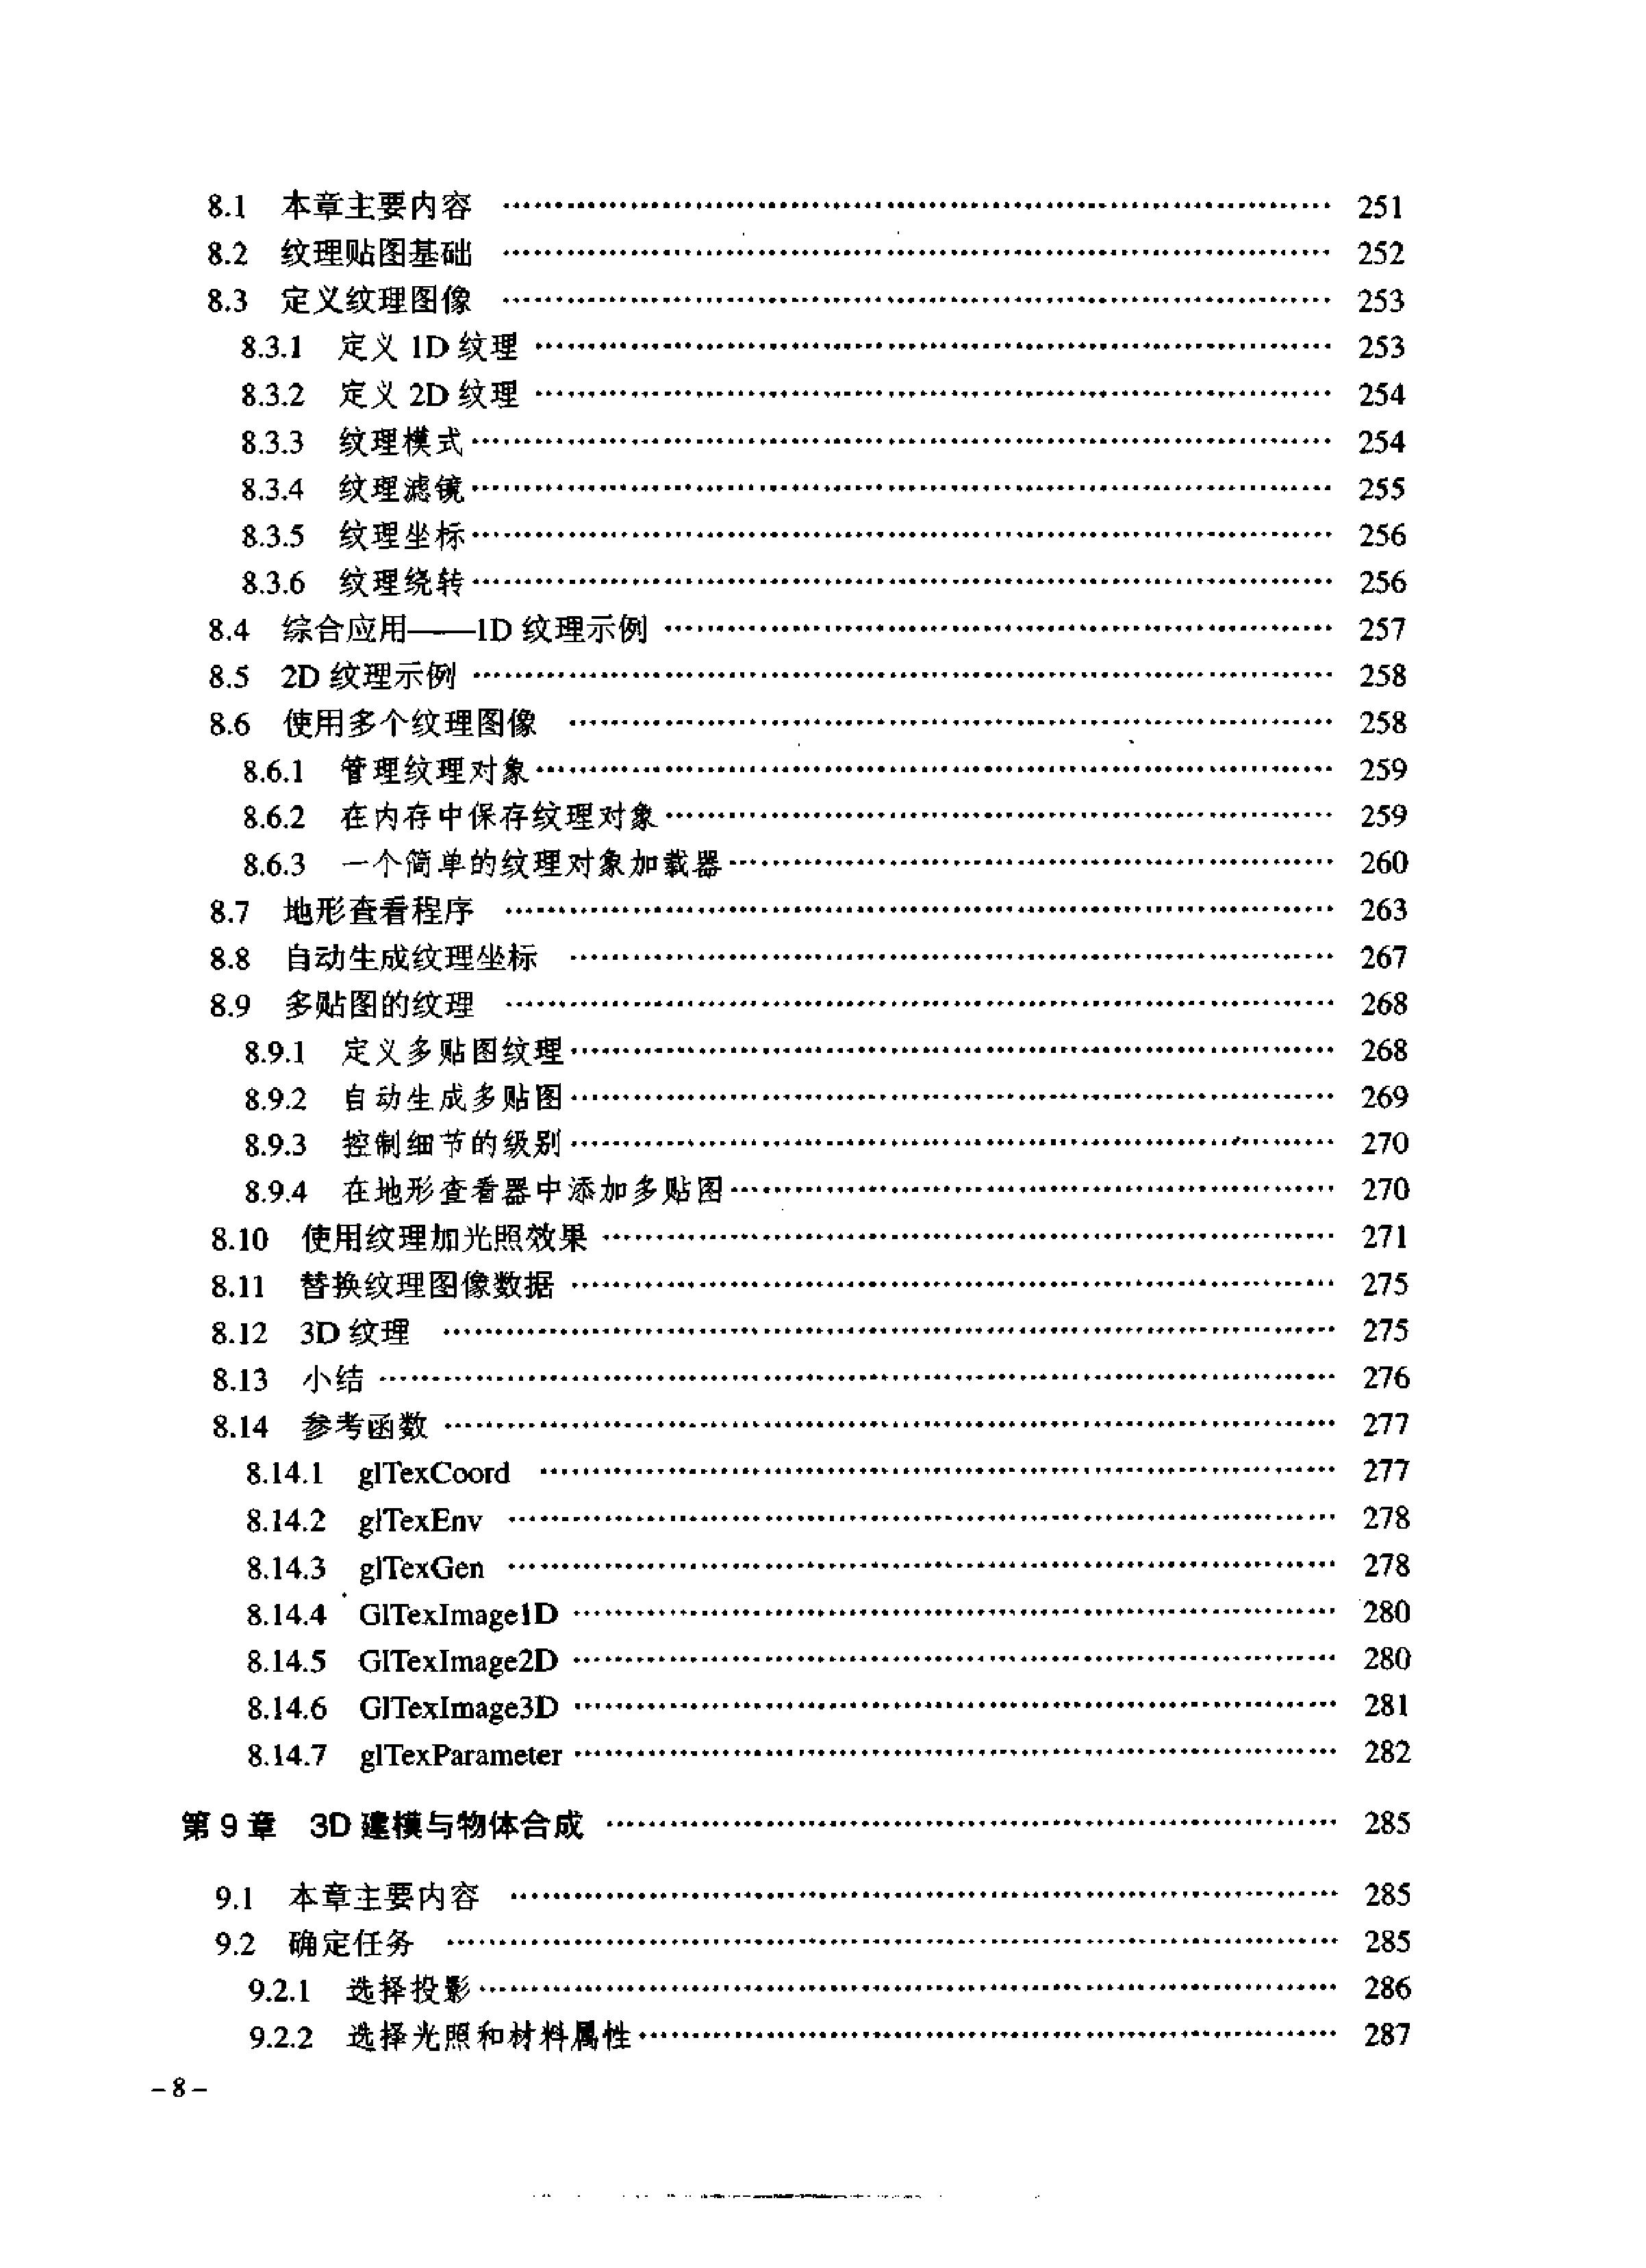 8.1 本章主要内容 …… 251
8.2 纹理贴图基础 …… 252
8.3 定义纹理图像 …… 253
8.3.1 定义 1D 纹理 …… 253
8.3.2 定义 2D 纹理 …… 254
8.3.3 纹理模式 …… 254
8.3.4 纹理滤镜 …… 255
8.3.5 纹理坐标 …… 256
8.3.6 纹理绕转 …… 256
8.4 综合应用——1D 纹理示例 …… 257
8.5 2D 纹理示例 …… 258
8.6 使用多个纹理图像 …… 258
8.6.1 管理纹理对象 …… 259
8.6.2 在内存中保存纹理对象 …… 259
8.6.3 一个简单的纹理对象加载器 …… 260
8.7 地形查看程序 …… 263
8.8 自动生成纹理坐标 …… 267
8.9 多贴图的纹理 …… 268
8.9.1 定义多贴图纹理 …… 268
8.9.2 自动生成多贴图 …… 269
8.9.3 控制细节的级别 …… 270
8.9.4 在地形查看器中添加多贴图 …… 270
8.10 使用纹理加光照效果 …… 271
8.11 替换纹理图像数据 …… 275
8.12 3D 纹理 …… 275
8.13 小结 …… 276
8.14 参考函数 …… 277
8.14.1 glTexCoord …… 277
8.14.2 glTexEnv …… 278
8.14.3 glTexGen …… 278
8.14.4 GlTexImage1D …… 280
8.14.5 GlTexImage2D …… 280
8.14.6 GlTexImage3D …… 281
8.14.7 glTexParameter …… 282
第 9 章 3D 建模与物体合成 …… 285
9.1 本章主要内容 …… 285
9.2 确定任务 …… 285
9.2.1 选择投影 …… 286
9.2.2 选择光照和材料属性 …… 287
－8－